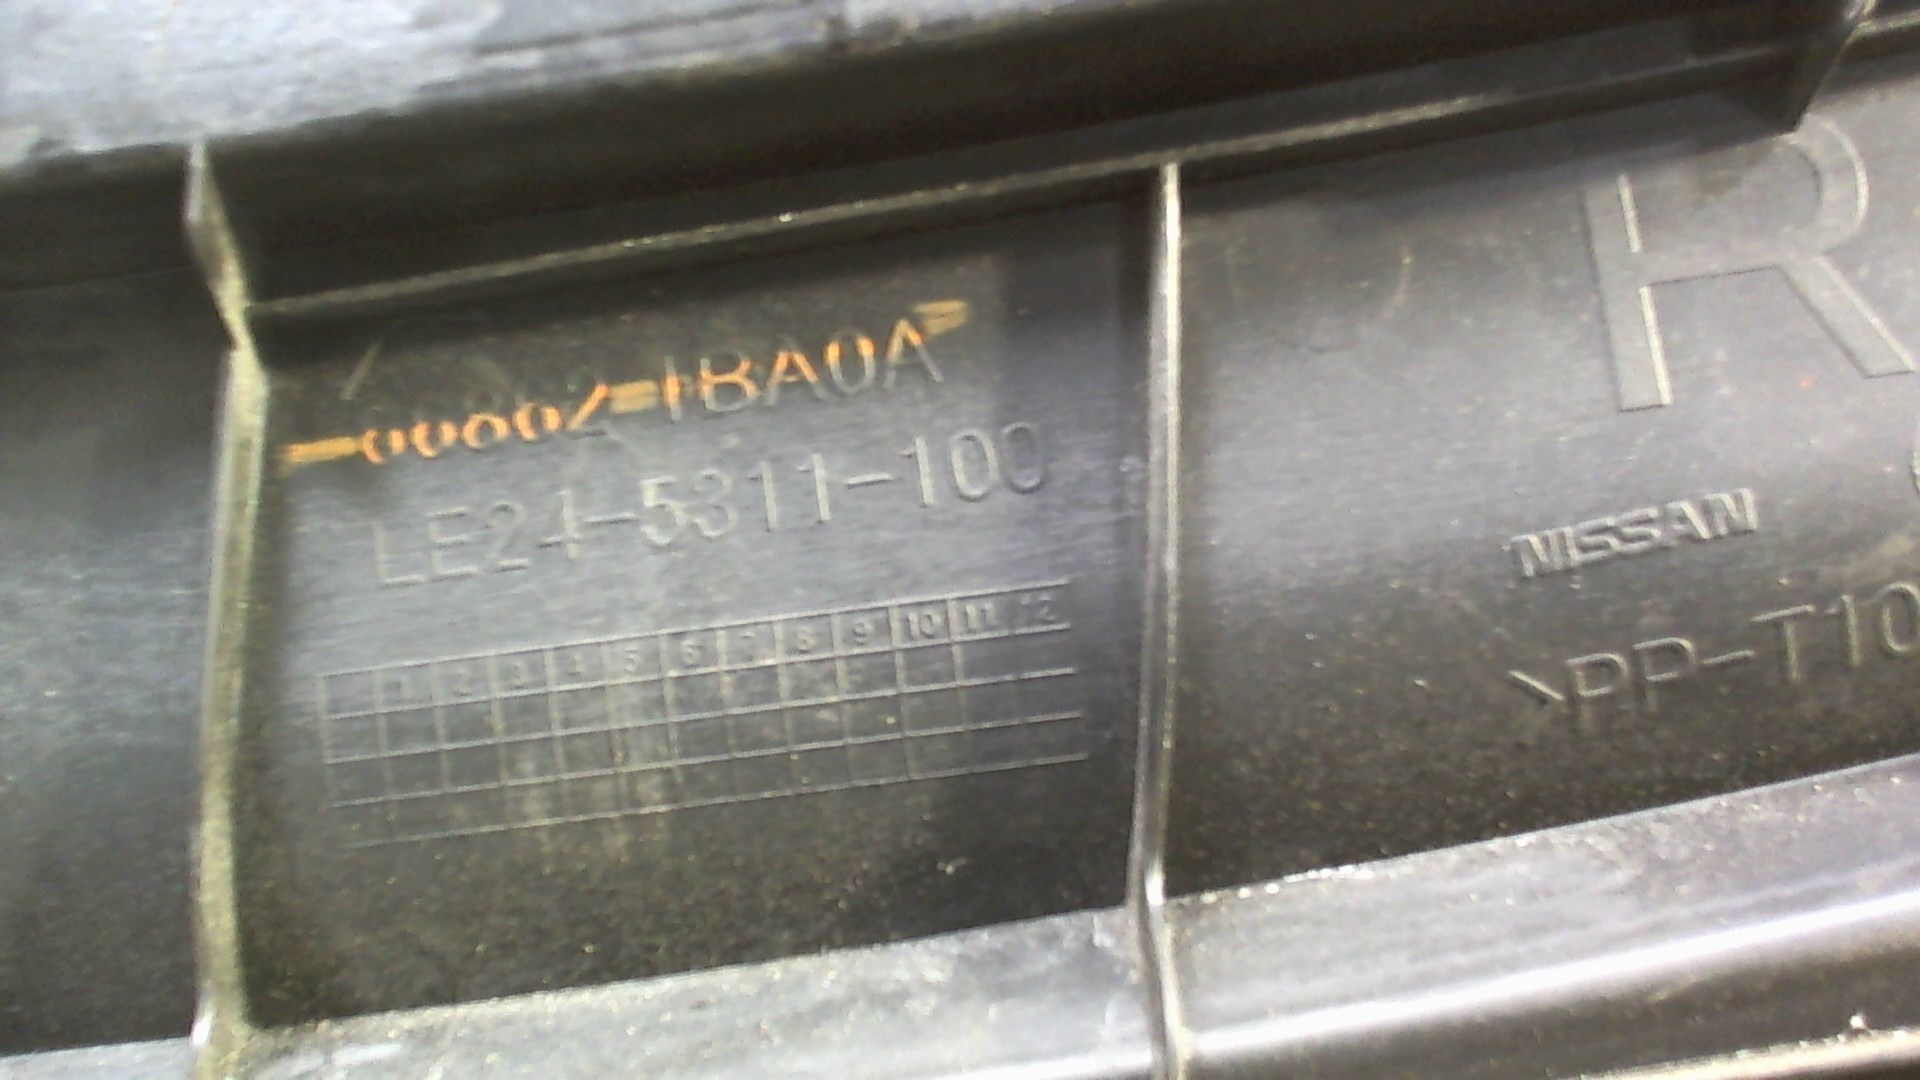 1BA0A
LE24-5311-100
1 2 3 4 5 6 7 8 9 10 11 12
R
NISSAN
>PP-T10